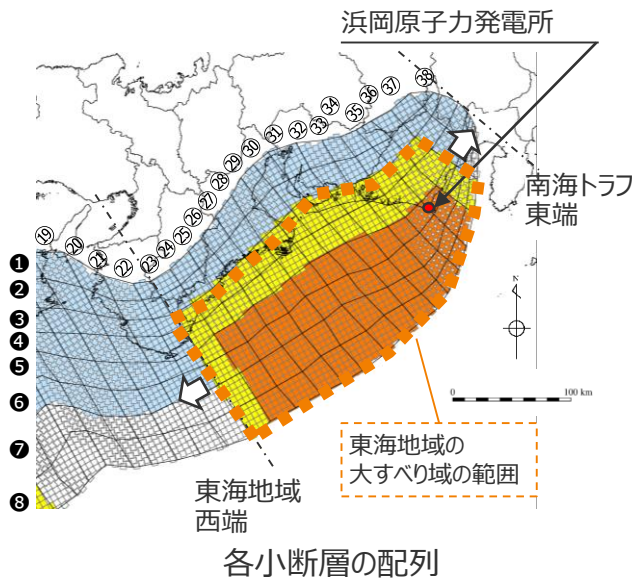 浜岡原子力発電所
㊳
㊲
㊱
㉟
㉞
㉝
㉜
㉛
㉚
㉙
㉘
㉗
㉖
㉕
㉔
㉓
㉒
㉑
⑳
⑲
南海トラフ
東端
❶
❷
❸
❹
❺
❻
❼
❽
N
0 100 km
東海地域の
大すべり域の範囲
東海地域
西端
各小断層の配列